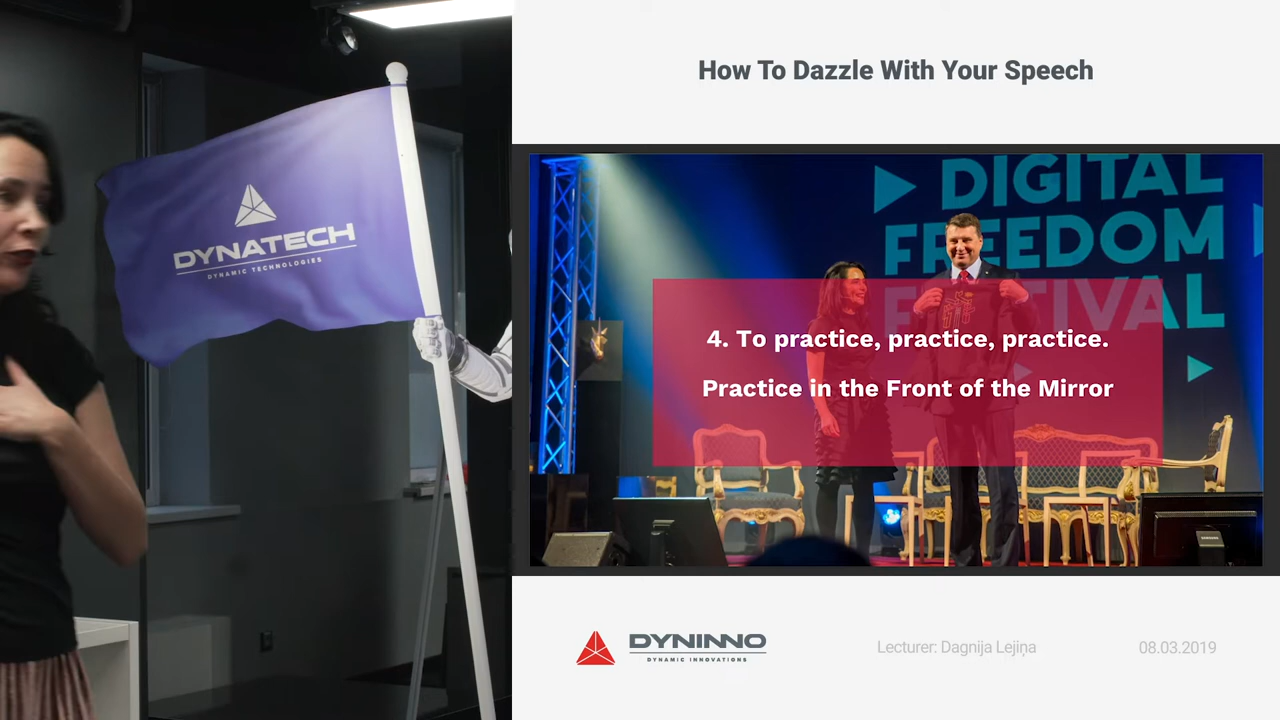 DYNATECH
DYNAMIC TECHNOLOGIES
How To Dazzle With Your Speech
DIGITAL
FREEDOM
FESTIVAL
4. To practice, practice, practice.
Practice in the Front of the Mirror
SAMSUNG
DYNINNO
DYNAMIC INNOVATIONS
Lecturer: Dagnija Lejiņa
08.03.2019